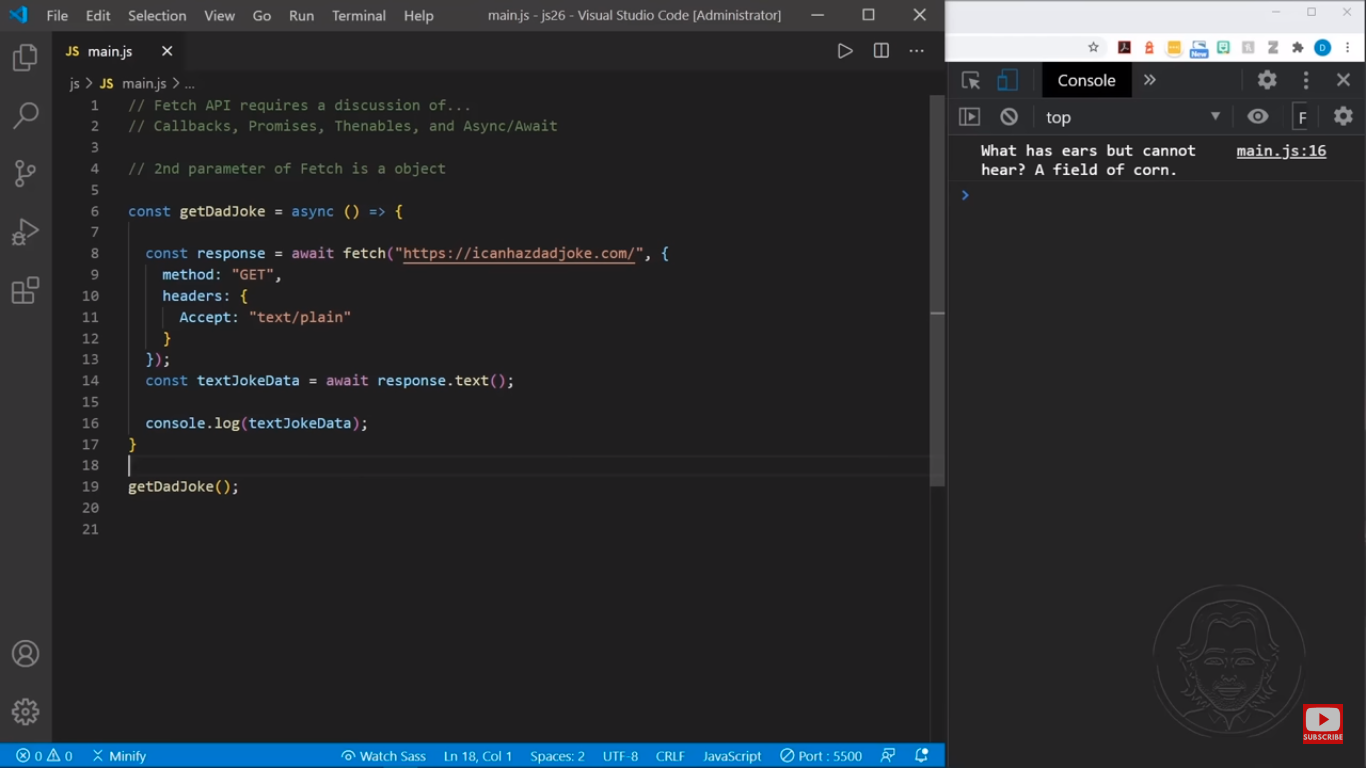 File Edit Selection View Go Run Terminal Help main.js - js26 - Visual Studio Code [Administrator]
JS main.js
js > JS main.js > ...
1 // Fetch API requires a discussion of...
2 // Callbacks, Promises, Thenables, and Async/Await
3
4 // 2nd parameter of Fetch is a object
5
6 const getDadJoke = async () => {
7
8 const response = await fetch("https://icanhazdadjoke.com/", {
9 method: "GET",
10 headers: {
11 Accept: "text/plain"
12 }
13 });
14 const textJokeData = await response.text();
15
16 console.log(textJokeData);
17 }
18
19 getDadJoke();
20
21
0 0 Minify Watch Sass Ln 18, Col 1 Spaces: 2 UTF-8 CRLF JavaScript Port : 5500
New Z D
Console
top F
What has ears but cannot main.js:16
hear? A field of corn.
SUBSCRIBE